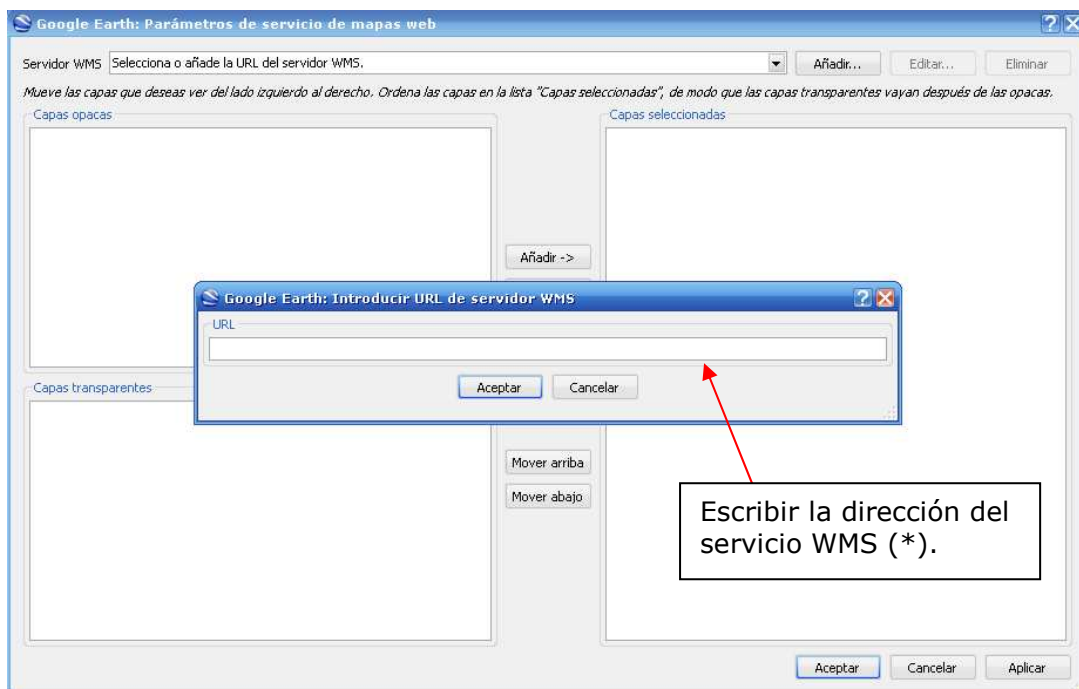 Google Earth: Parámetros de servicio de mapas web
Servidor WMS Selecciona o añade la URL del servidor WMS. Añadir... Editar... Eliminar
Mueve las capas que deseas ver del lado izquierdo al derecho. Ordena las capas en la lista "Capas seleccionadas", de modo que las capas transparentes vayan después de las opacas.
Capas opacas
Capas seleccionadas
Añadir ->
Google Earth: Introducir URL de servidor WMS
URL
Aceptar Cancelar
Capas transparentes
Mover arriba
Mover abajo
Escribir la dirección del
servicio WMS (*).
Aceptar Cancelar Aplicar